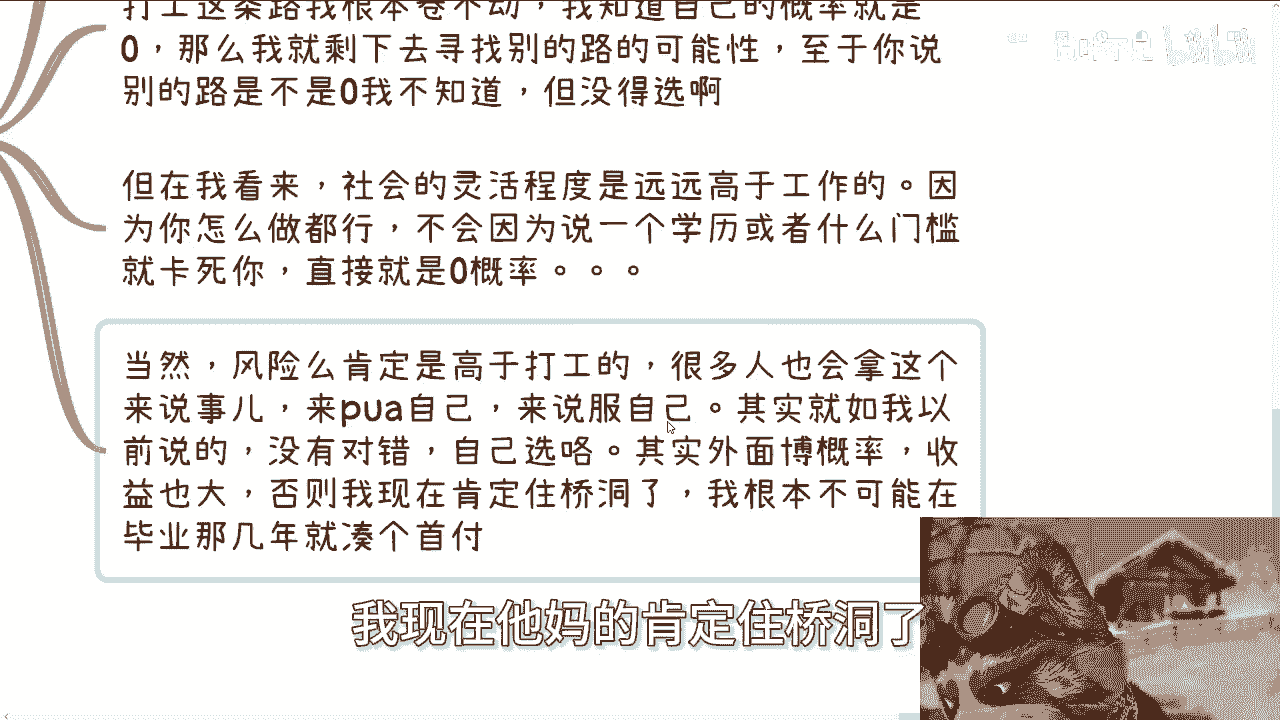 打工这条路我根本卷不动，我知道自己的概率就是
0，那么我就剩下去寻找别的路的可能性，至于你说
别的路是不是0我不知道，但没得选啊
但在我看来，社会的灵活程度是远远高于工作的。因
为你怎么做都行，不会因为说一个学历或者什么门槛
就卡死你，直接就是0概率。。。
当然，风险么肯定是高于打工的，很多人也会拿这个
来说事儿，来pua自己，来说服自己。其实就如我以
前说的，没有对错，自己选咯。其实外面博概率，收
益也大，否则我现在肯定住桥洞了，我根本不可能在
毕业那几年就凑个首付
我现在他妈的肯定住桥洞了